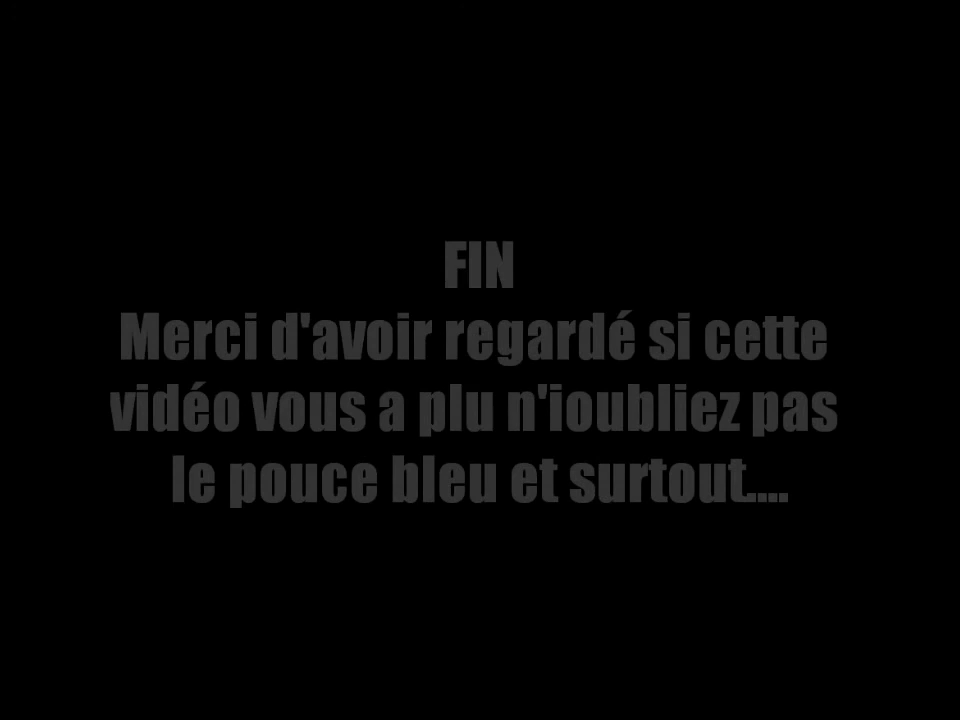 FIN
Merci d'avoir regardé si cette
vidéo vous a plu n'ioubliez pas
le pouce bleu et surtout....